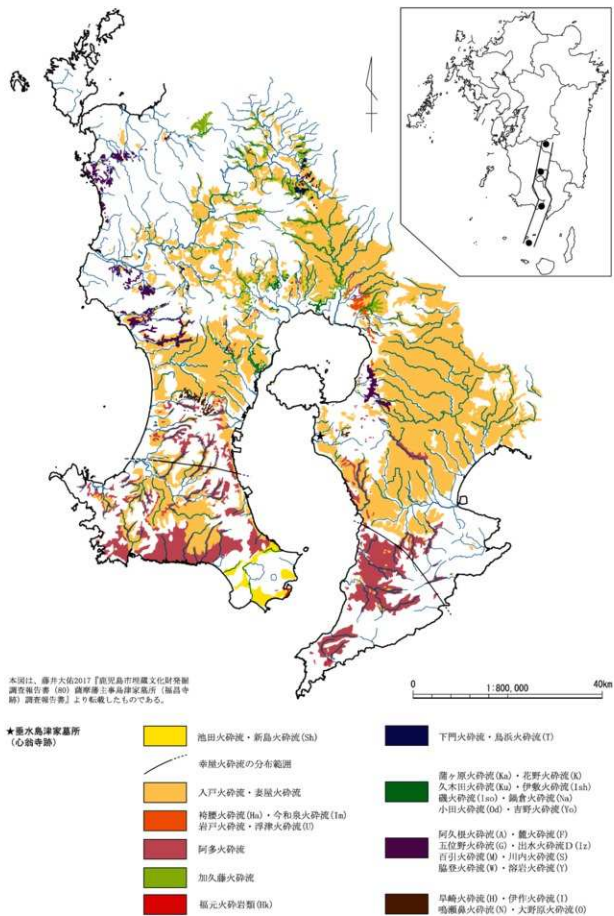 本図は、藤井大佑2017『鹿児島市埋蔵文化財発掘
調査報告書（80）薩摩藩主事島津家墓所（福昌寺
跡）調査報告書』より転載したものである。
0
1:800,000
40km
★垂水島津家墓所
（心翁寺跡）
池田火砕流・新島火砕流(Sh)
幸屋火砕流の分布範囲
入戸火砕流・妻屋火砕流
袴腰火砕流(Ha)・今和泉火砕流(Im)
岩戸火砕流・浮津火砕流(U)
阿多火砕流
加久藤火砕流
福元火砕岩類(Hk)
下門火砕流・鳥浜火砕流(T)
蒲ヶ原火砕流(Ka)・花野火砕流(K)
久木田火砕流(Ku)・伊敷火砕流(Ish)
磯火砕流(Iso)・鍋倉火砕流(Na)
小田火砕流(Od)・吉野火砕流(Yo)
阿久根火砕流(A)・麓火砕流(F)
五位野火砕流(G)・出水火砕流D(Iz)
百引火砕流(M)・川内火砕流(S)
脇登火砕流(W)・溶岩火砕流(Y)
早崎火砕流(H)・伊作火砕流(I)
鳴瀬鼻火砕流(N)・大野原火砕流(O)